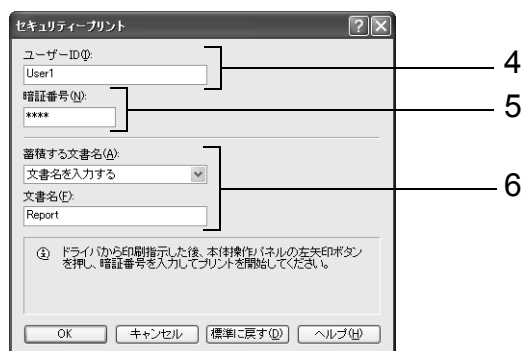 セキュリティープリント
ユーザーID(I):
User1
4
暗証番号(N):
****
5
蓄積する文書名(A):
文書名を入力する
6
文書名(F):
Report
ドライバから印刷指示した後、本体操作パネルの左矢印ボタン
を押し、暗証番号を入力してプリントを開始してください。
OK キャンセル 標準に戻す(D) ヘルプ(H)